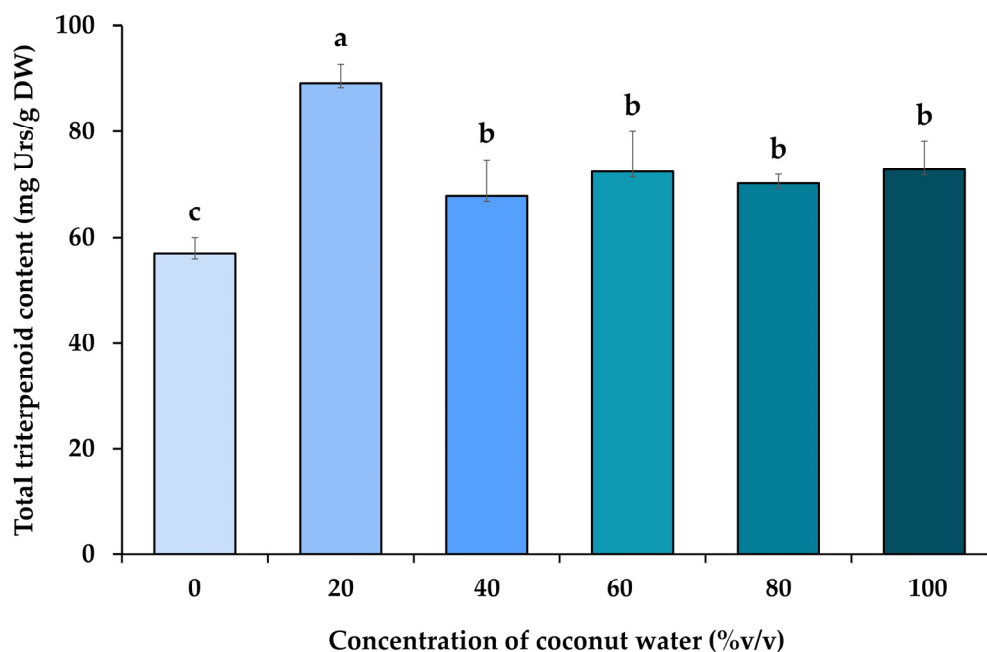 Total triterpenoid content (mg Urs/g DW)
100
80
60
40
20
0
c
a
b
b
b
b
0 20 40 60 80 100
Concentration of coconut water (%v/v)